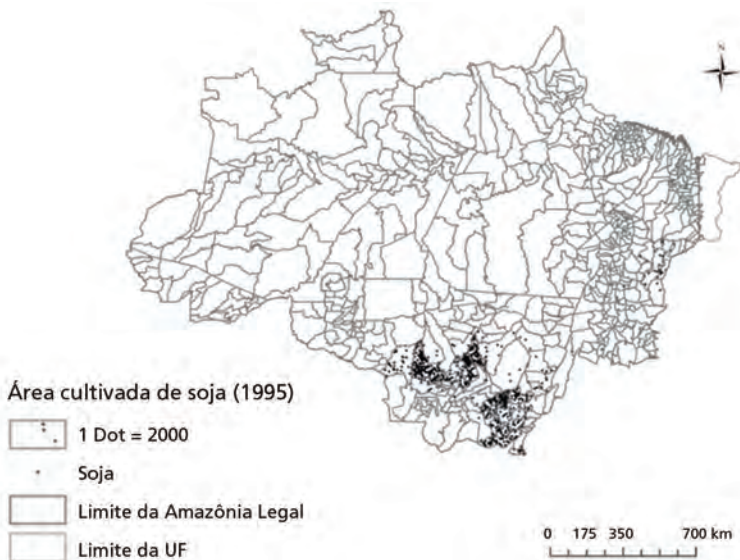 N
Área cultivada de soja (1995)
1 Dot = 2000
Soja
Limite da Amazônia Legal
Limite da UF
0 175 350 700 km